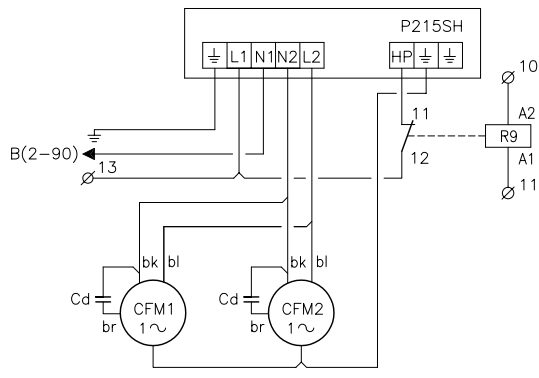 P215SH
L1 N1 N2 L2 HP
10
11
A2
R9
B(2-90)
13
12
A1
11
bk bl bk bl
Cd Cd
CFM1 CFM2
br 1~ br 1~